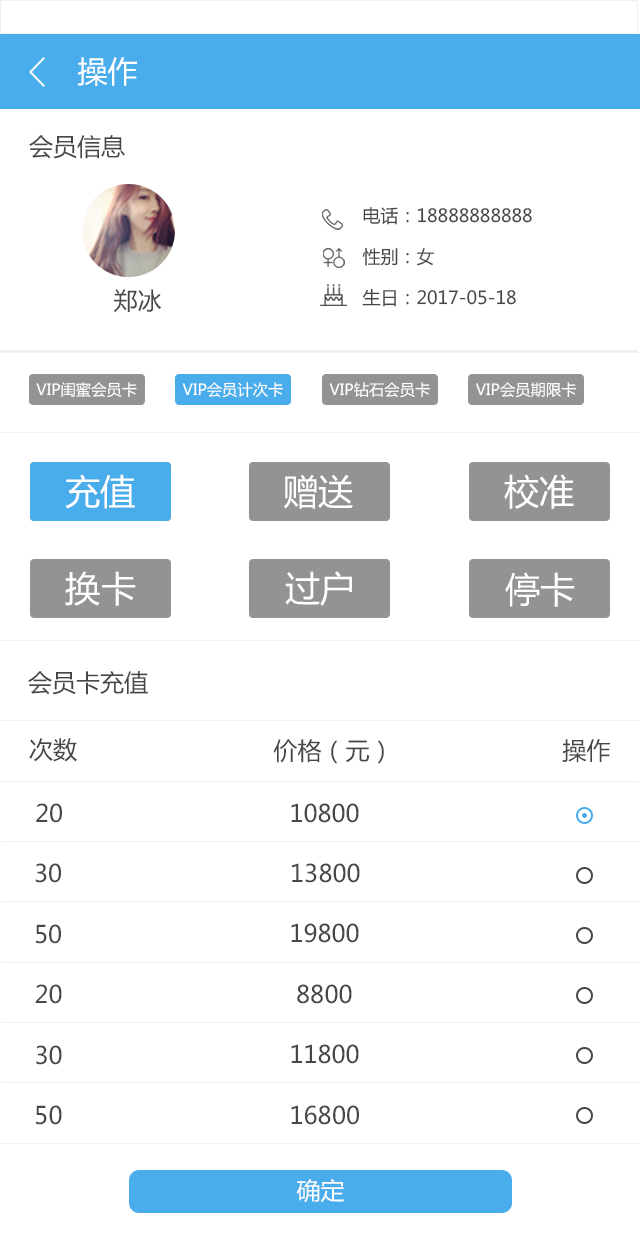 操作
会员信息
郑冰
电话：18888888888
性别：女
生日：2017-05-18
VIP闺蜜会员卡 VIP会员计次卡 VIP钻石会员卡 VIP会员期限卡
充值 赠送 校准
换卡 过户 停卡
会员卡充值
次数 价格（元） 操作
20 10800
30 13800
50 19800
20 8800
30 11800
50 16800
确定